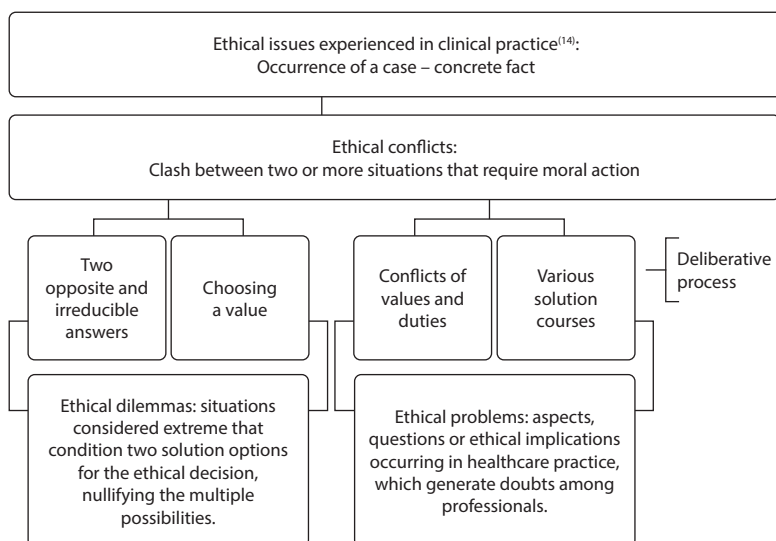 Ethical issues experienced in clinical practice(14):
Occurrence of a case – concrete fact
Ethical conflicts:
Clash between two or more situations that require moral action
Two
opposite and
irreducible
answers
Choosing
a value
Conflicts of
values and
duties
Various
solution
courses
Deliberative
process
Ethical dilemmas: situations
considered extreme that
condition two solution options
for the ethical decision,
nullifying the multiple
possibilities.
Ethical problems: aspects,
questions or ethical implications
occurring in healthcare practice,
which generate doubts among
professionals.